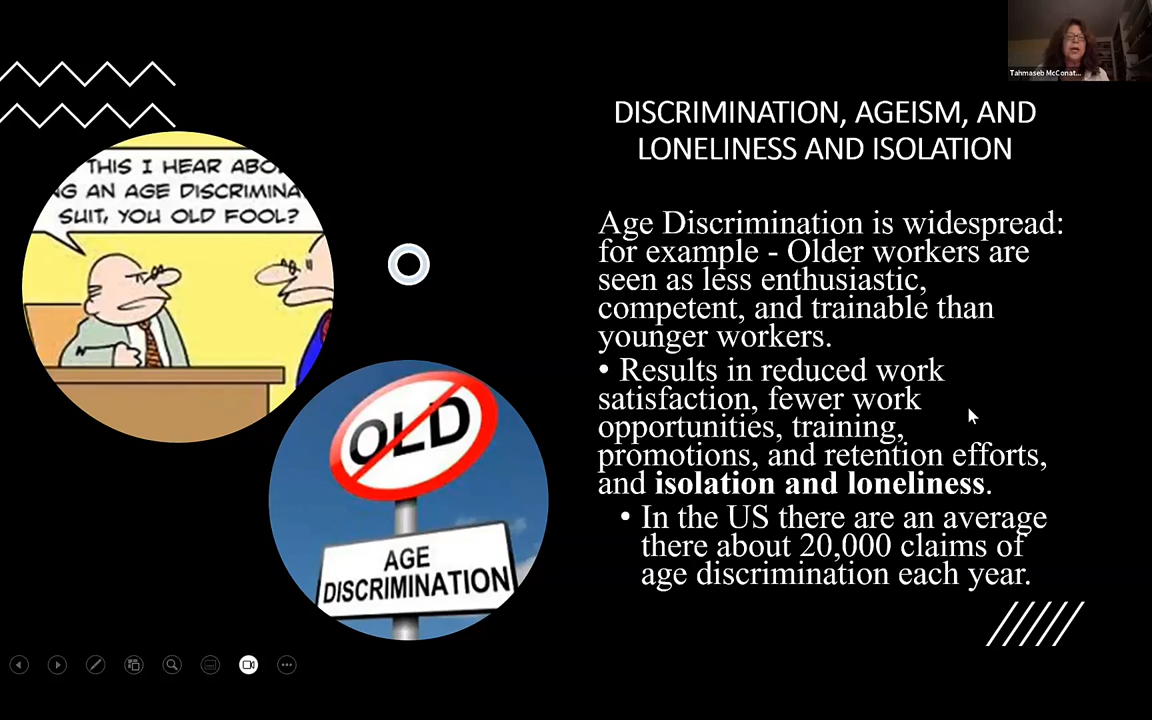 Tahmaseb McConat...
DISCRIMINATION, AGEISM, AND
LONELINESS AND ISOLATION
THIS I HEAR ABO
G AN AGE DISCRIMINA
SUIT, YOU OLD FOOL?
Age Discrimination is widespread:
for example - Older workers are
seen as less enthusiastic,
competent, and trainable than
younger workers.
• Results in reduced work
satisfaction, fewer work
opportunities, training,
promotions, and retention efforts,
and isolation and loneliness.
• In the US there are an average
there about 20,000 claims of
age discrimination each year.
OLD
AGE
DISCRIMINATION